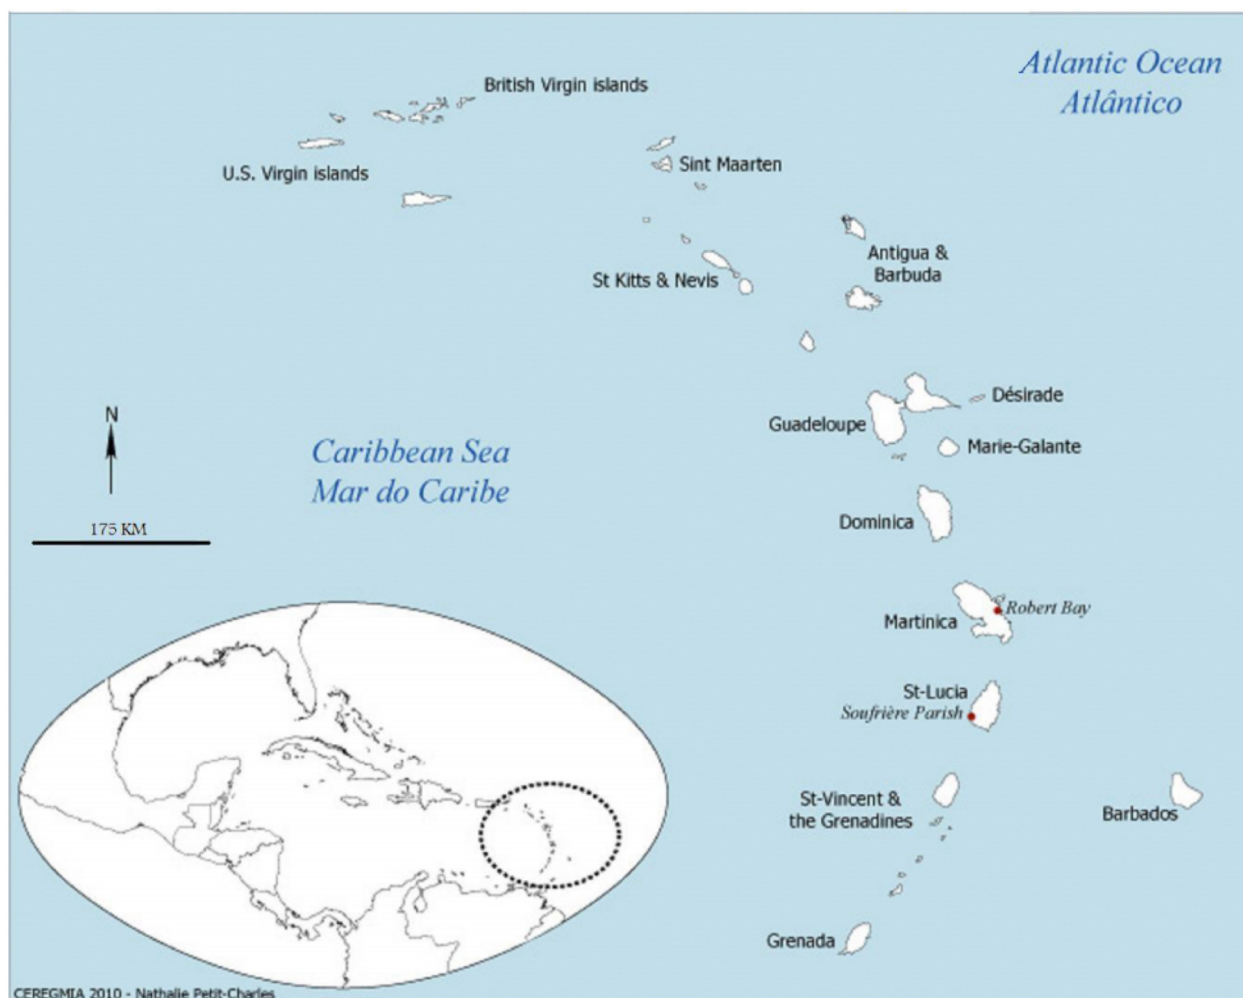 Atlantic Ocean
Atlântico
British Virgin islands
Sint Maarten
U.S. Virgin islands
Antigua &
Barbuda
St Kitts & Nevis
Désirade
N
Guadeloupe
Caribbean Sea
Mar do Caribe
Marie-Galante
Dominica
175 KM
Robert Bay
Martinica
St-Lucia
Soufrière Parish
St-Vincent &
the Grenadines
Barbados
Grenada
CEREGMIA 2010 - Nathalie Petit-Charles